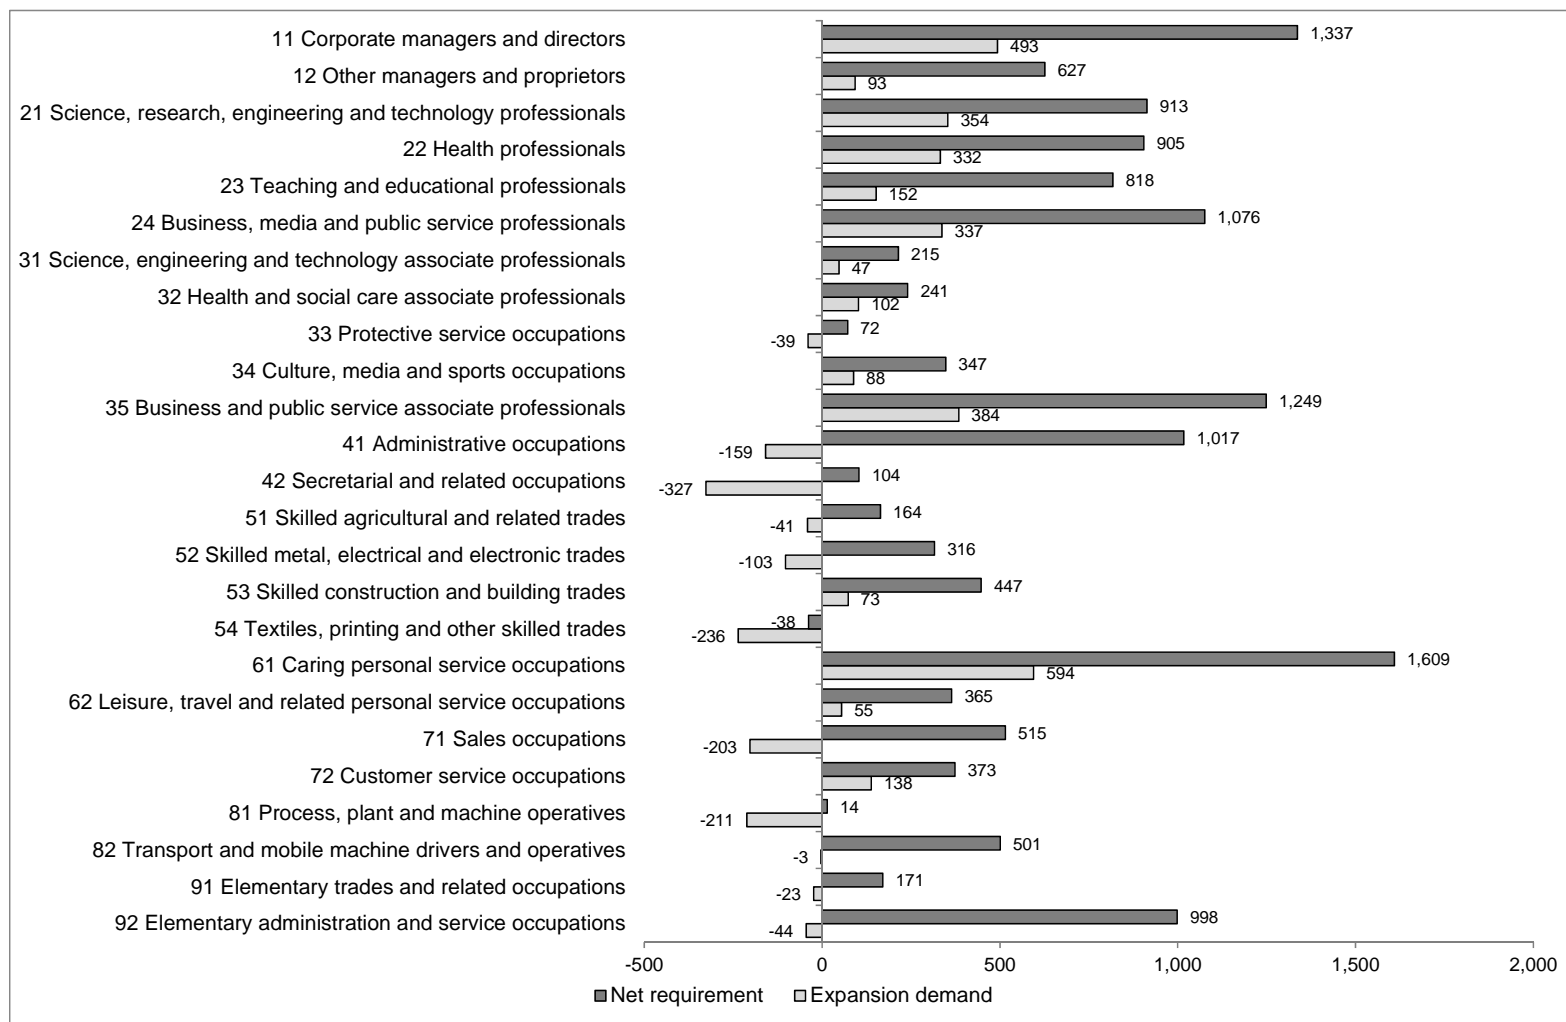 11 Corporate managers and directors 1,337
493
12 Other managers and proprietors 627
93
21 Science, research, engineering and technology professionals 913
354
22 Health professionals 905
332
23 Teaching and educational professionals 818
152
24 Business, media and public service professionals 1,076
337
31 Science, engineering and technology associate professionals 215
47
32 Health and social care associate professionals 241
102
33 Protective service occupations 72
-39
34 Culture, media and sports occupations 347
88
35 Business and public service associate professionals 1,249
384
41 Administrative occupations 1,017
-159
42 Secretarial and related occupations 104
-327
51 Skilled agricultural and related trades 164
-41
52 Skilled metal, electrical and electronic trades 316
-103
53 Skilled construction and building trades 447
73
54 Textiles, printing and other skilled trades -38
-236
61 Caring personal service occupations 1,609
594
62 Leisure, travel and related personal service occupations 365
55
71 Sales occupations 515
-203
72 Customer service occupations 373
138
81 Process, plant and machine operatives 14
-211
82 Transport and mobile machine drivers and operatives 501
-3
91 Elementary trades and related occupations 171
-23
92 Elementary administration and service occupations 998
-44
-500 0 500 1,000 1,500 2,000
Net requirement Expansion demand